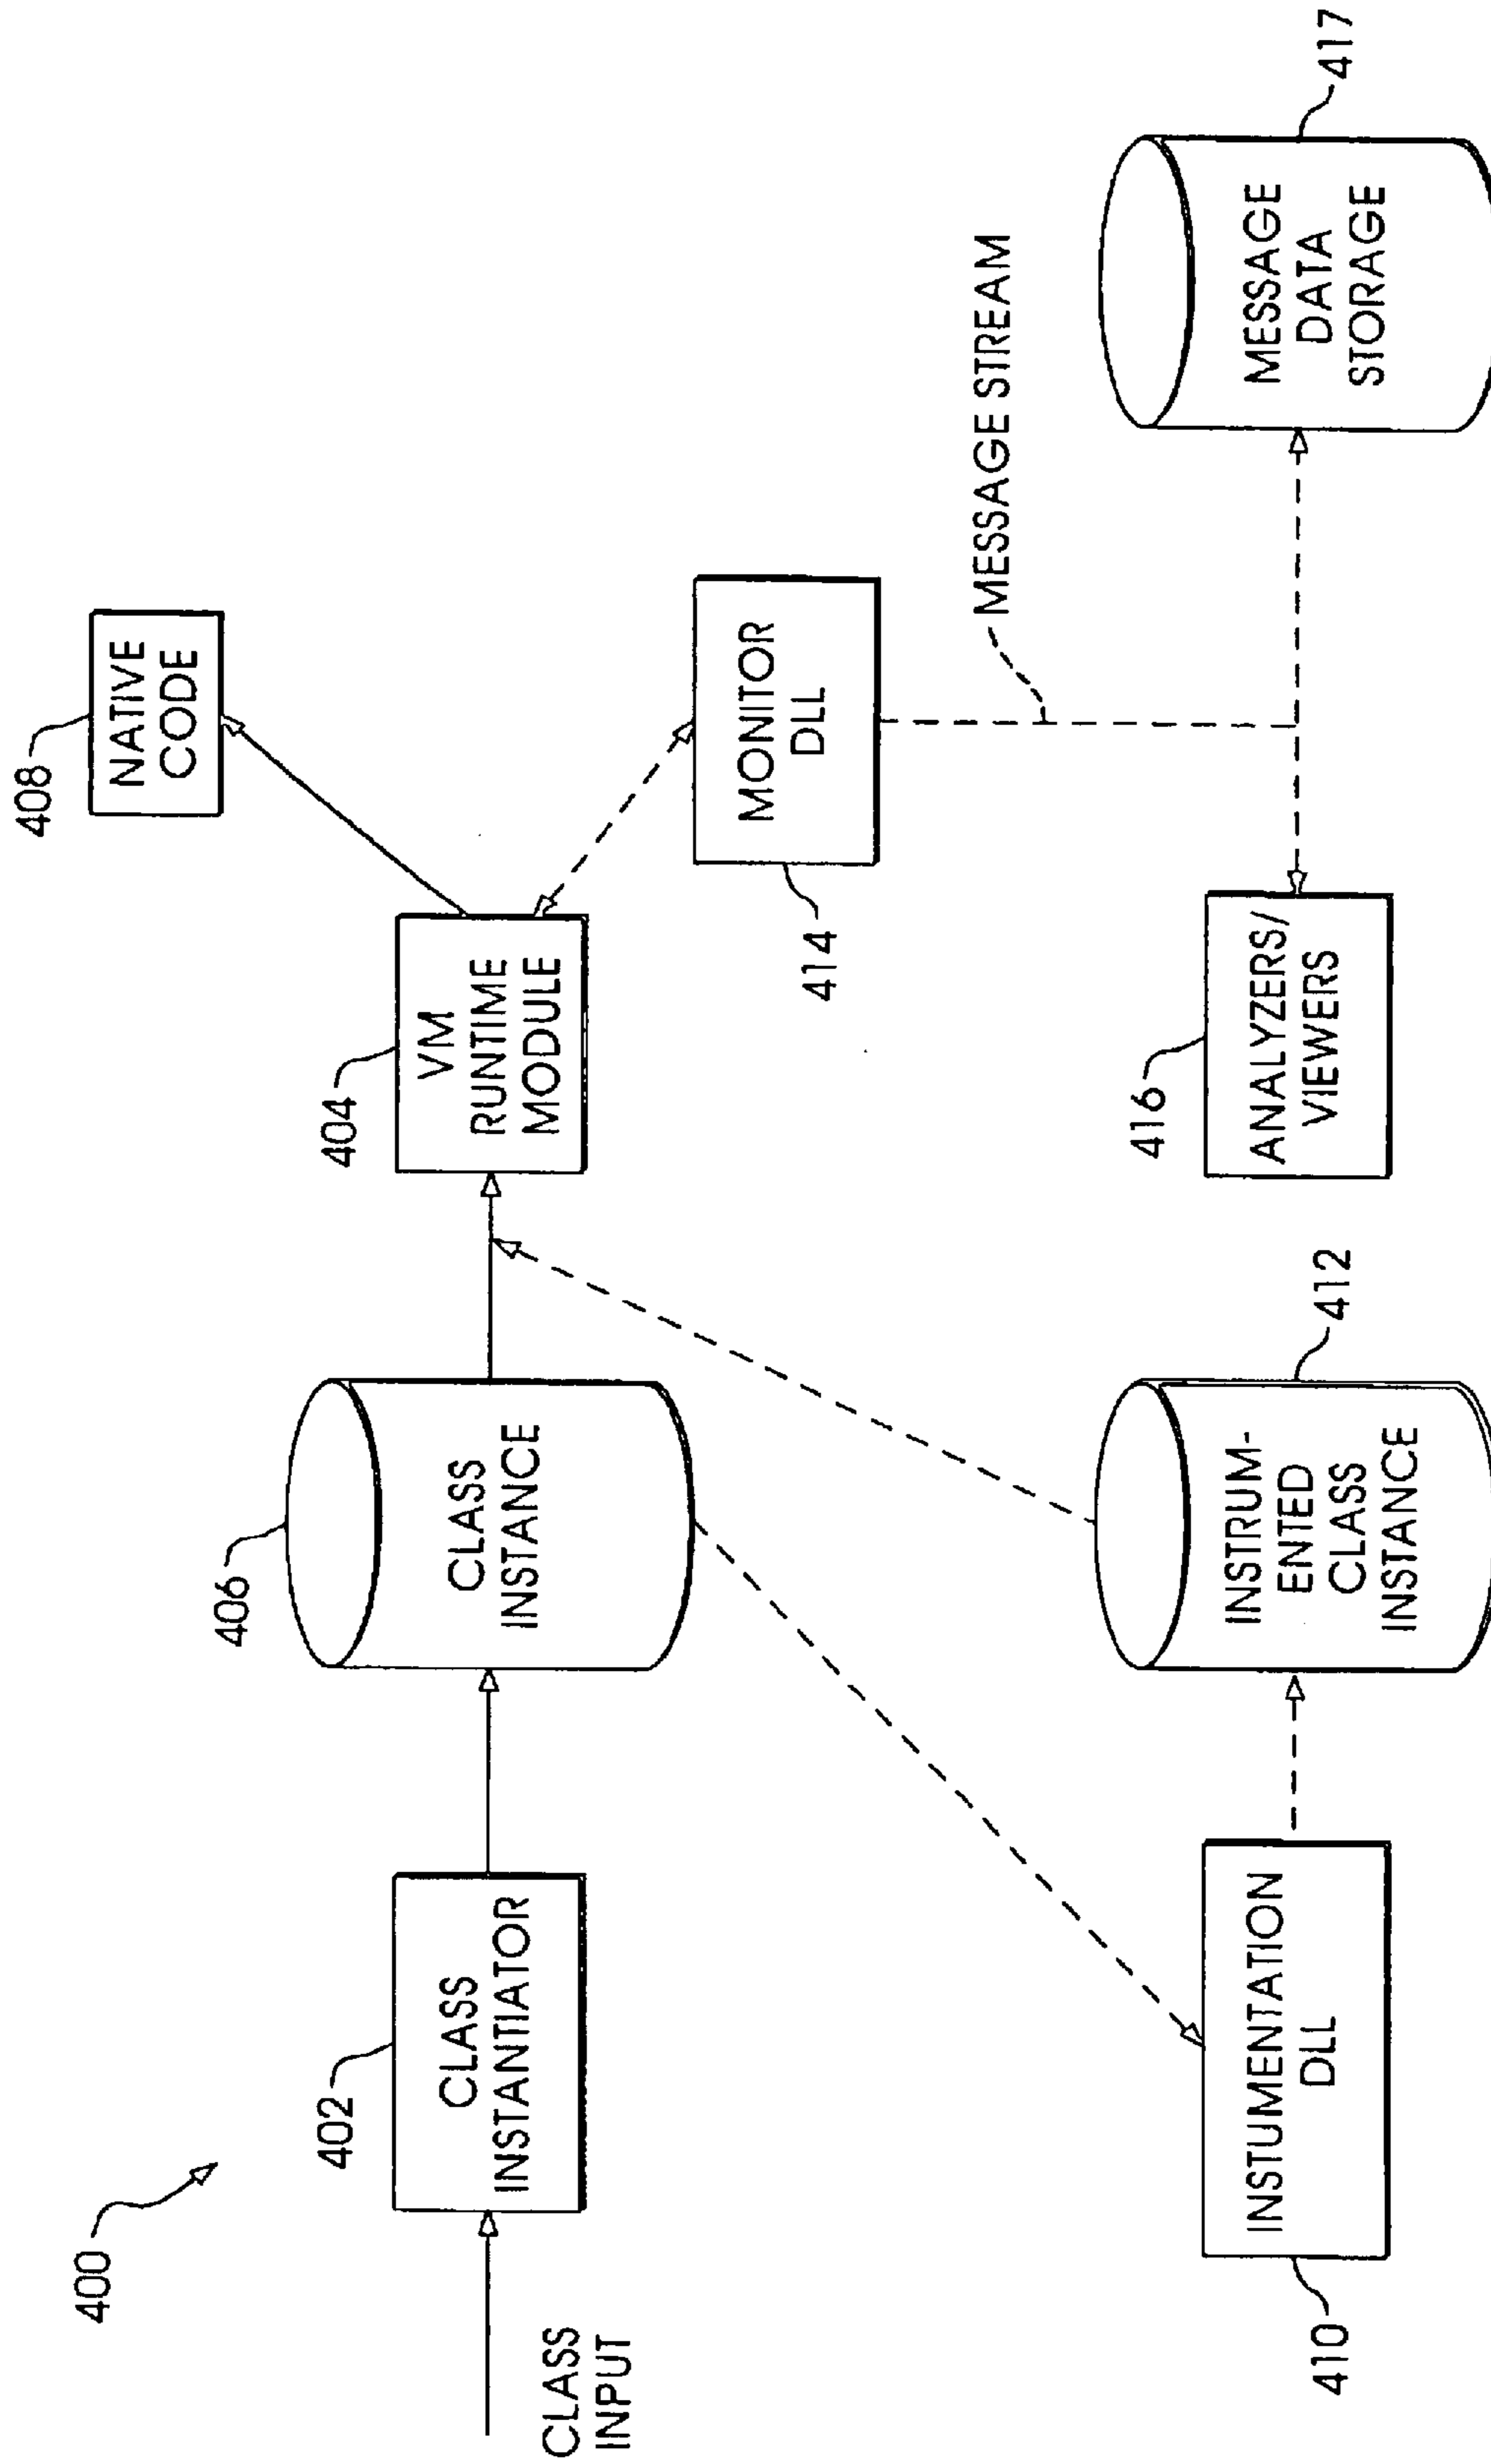 400
CLASS
INPUT
402
CLASS
INSTANTIATOR
406
CLASS
INSTANCE
404
VM
RUNTIME
MODULE
408
NATIVE
CODE
414
MONITOR
DLL
MESSAGE STREAM
410
INSTUMENTATION
DLL
412
INSTRUM-
ENTED
CLASS
INSTANCE
416
ANALYZERS/
VIEWERS
417
MESSAGE
DATA
STORAGE